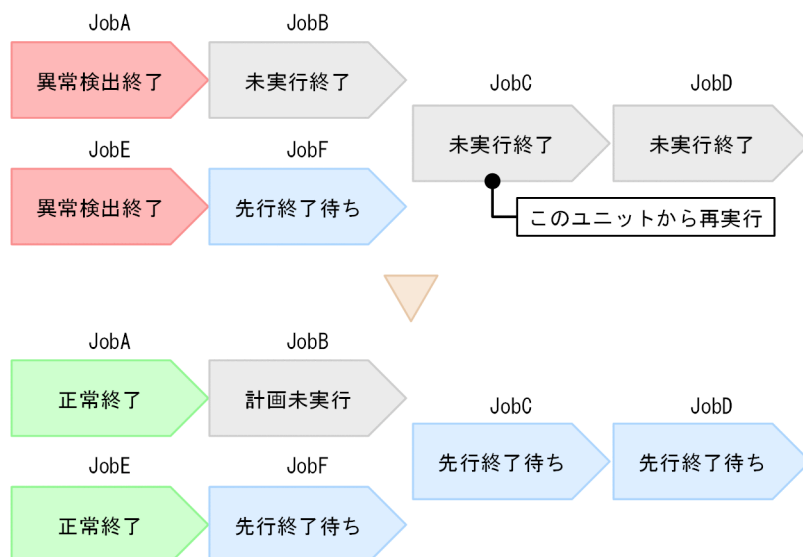 JobA
JobB
異常検出終了
未実行終了
JobC
JobD
未実行終了
未実行終了
JobE
JobF
異常検出終了
先行終了待ち
このユニットから再実行
JobA
JobB
正常終了
計画未実行
JobC
JobD
先行終了待ち
先行終了待ち
JobE
JobF
正常終了
先行終了待ち